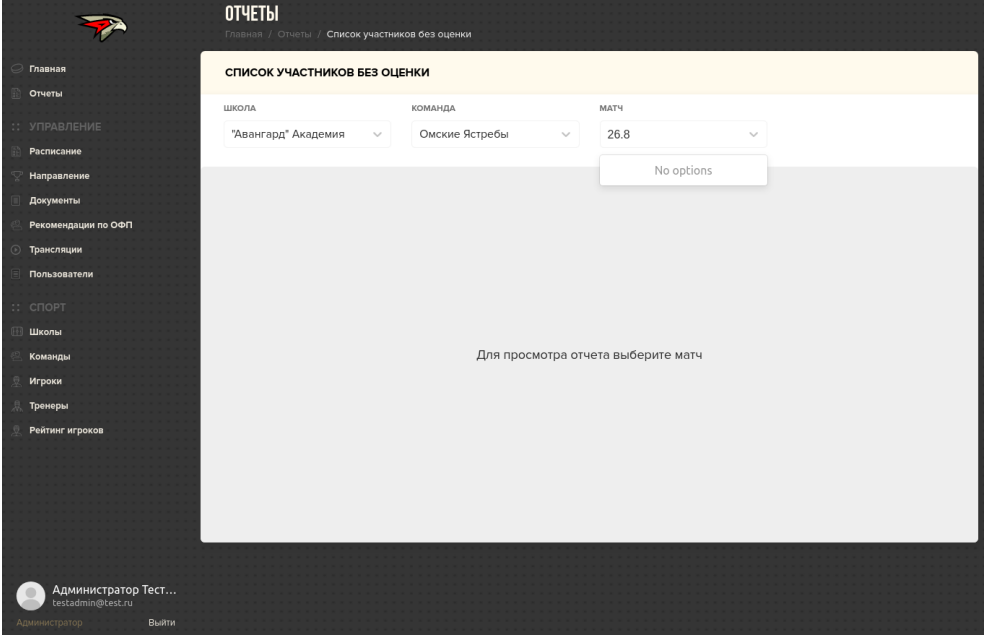 ОТЧЕТЫ
Главная / Отчеты / Список участников без оценки
Главная
Отчеты
УПРАВЛЕНИЕ
Расписание
Направление
Документы
Рекомендации по ОФП
Трансляции
Пользователи
СПОРТ
Школы
Команды
Игроки
Тренеры
Рейтинг игроков
Администратор Тест...
testadmin@test.ru
Администратор Выйти
СПИСОК УЧАСТНИКОВ БЕЗ ОЦЕНКИ
ШКОЛА КОМАНДА МАТЧ
"Авангард" Академия Омские Ястребы 26.8
No options
Для просмотра отчета выберите матч